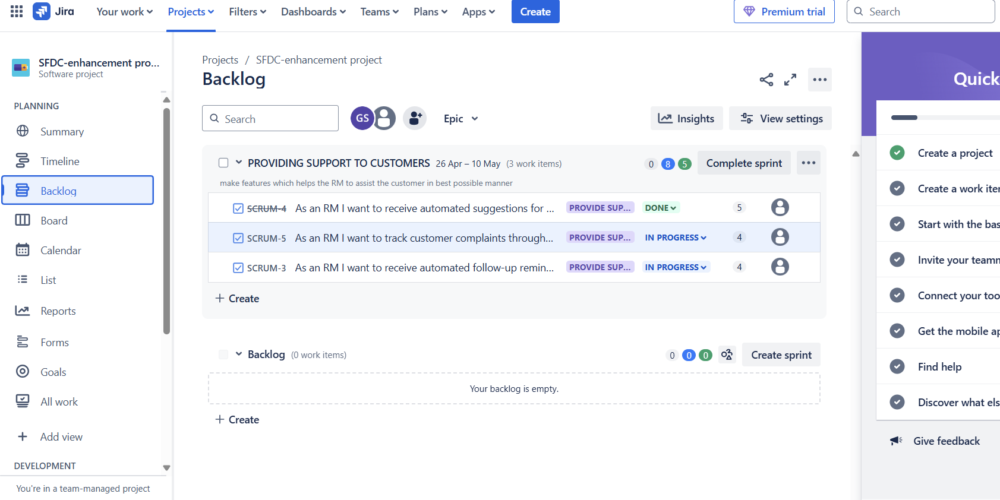 Jira Your work Projects Filters Dashboards Teams Plans Apps Create Premium trial Search
SFDC-enhancement pro...
Software project
PLANNING
Summary
Timeline
Backlog
Board
Calendar
List
Reports
Forms
Goals
All work
Add view
DEVELOPMENT
You're in a team-managed project
Projects / SFDC-enhancement project
Backlog
Search GS Epic Insights View settings
PROVIDING SUPPORT TO CUSTOMERS 26 Apr – 10 May (3 work items) 0 8 5 Complete sprint
make features which helps the RM to assist the customer in best possible manner
SCRUM-4 As an RM I want to receive automated suggestions for ... PROVIDE SUP... DONE 5
SCRUM-5 As an RM I want to track customer complaints through... PROVIDE SUP... IN PROGRESS 4
SCRUM-3 As an RM I want to receive automated follow-up remin... PROVIDE SUP... IN PROGRESS 4
+ Create
Backlog (0 work items) 0 0 0 Create sprint
Your backlog is empty.
+ Create
Quick
Create a project
Create a work iter
Start with the bas
Invite your teamm
Connect your too
Get the mobile ap
Find help
Discover what els
Give feedback